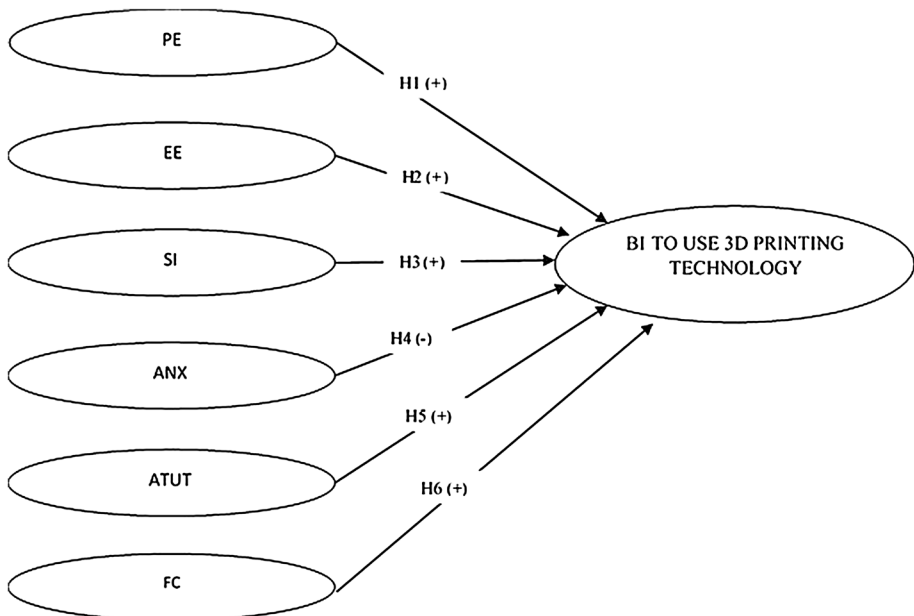 PE
H1 (+)
EE
H2 (+)
SI
H3 (+)
BI TO USE 3D PRINTING
TECHNOLOGY
ANX
H4 (-)
ATUT
H5 (+)
FC
H6 (+)